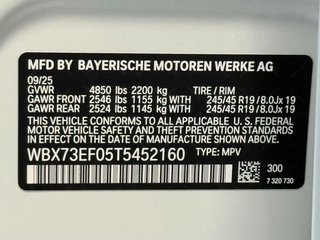 MFD BY BAYERISCHE MOTOREN WERKE AG
09/25
GVWR 4850 lbs 2200 kg TIRE / RIM
GAWR FRONT 2546 lbs 1155 kg WITH 245/45 R19 / 8.0Jx 19
GAWR REAR 2524 lbs 1145 kg WITH 245/45 R19 / 8.0Jx 19
THIS VEHICLE CONFORMS TO ALL APPLICABLE
U.S. FEDERAL MOTOR VEHICLE SAFETY AND THEFT
PREVENTION STANDARDS IN EFFECT ON THE
DATE OF MANUFACTURE SHOWN ABOVE.
WBX73EF05T5452160 TYPE: MPV
300
7 320 730